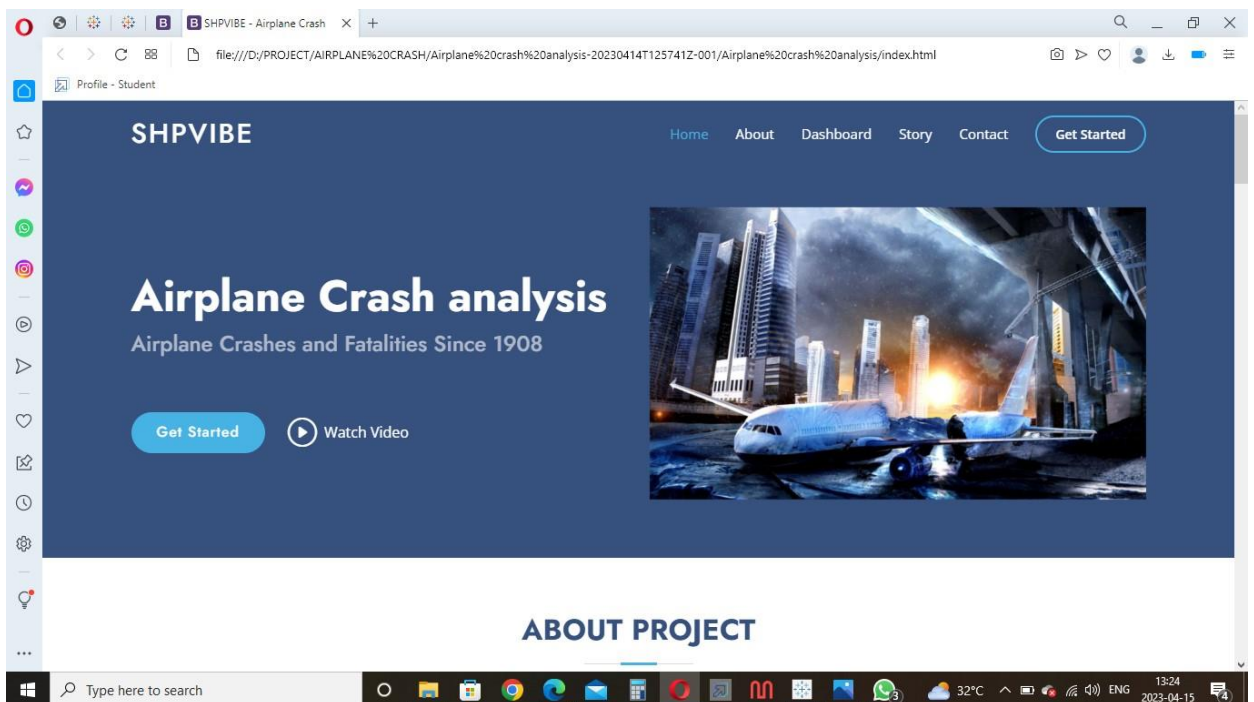 SHPVIBE - Airplane Crash
file:///D:/PROJECT/AIRPLANE%20CRASH/Airplane%20crash%20analysis-20230414T125741Z-001/Airplane%20crash%20analysis/index.html
Profile - Student
SHPVIBE
Home About Dashboard Story Contact Get Started
Airplane Crash analysis
Airplane Crashes and Fatalities Since 1908
Get Started Watch Video
ABOUT PROJECT
Type here to search
3
32°C
ENG
13:24
2023-04-15
4